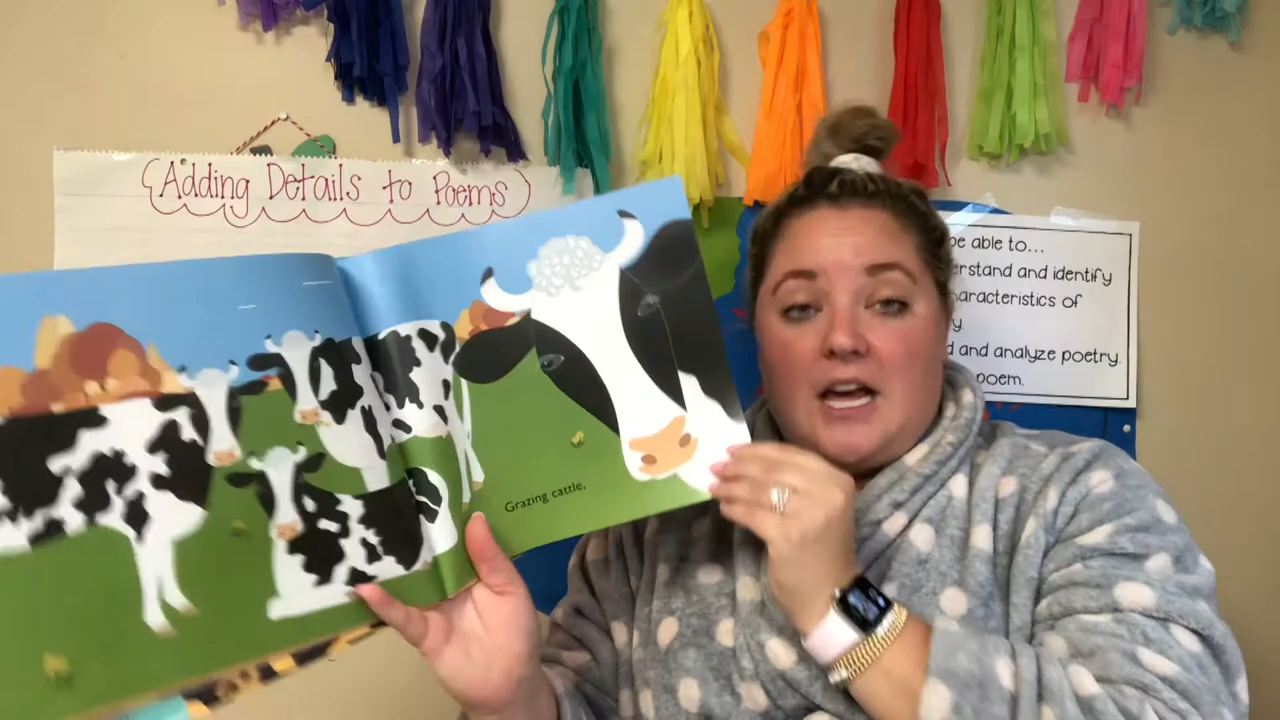 Adding Details to Poems
be able to...
erstand and identify
haracteristics of
y.
d and analyze poetry.
poem.
Grazing cattle,